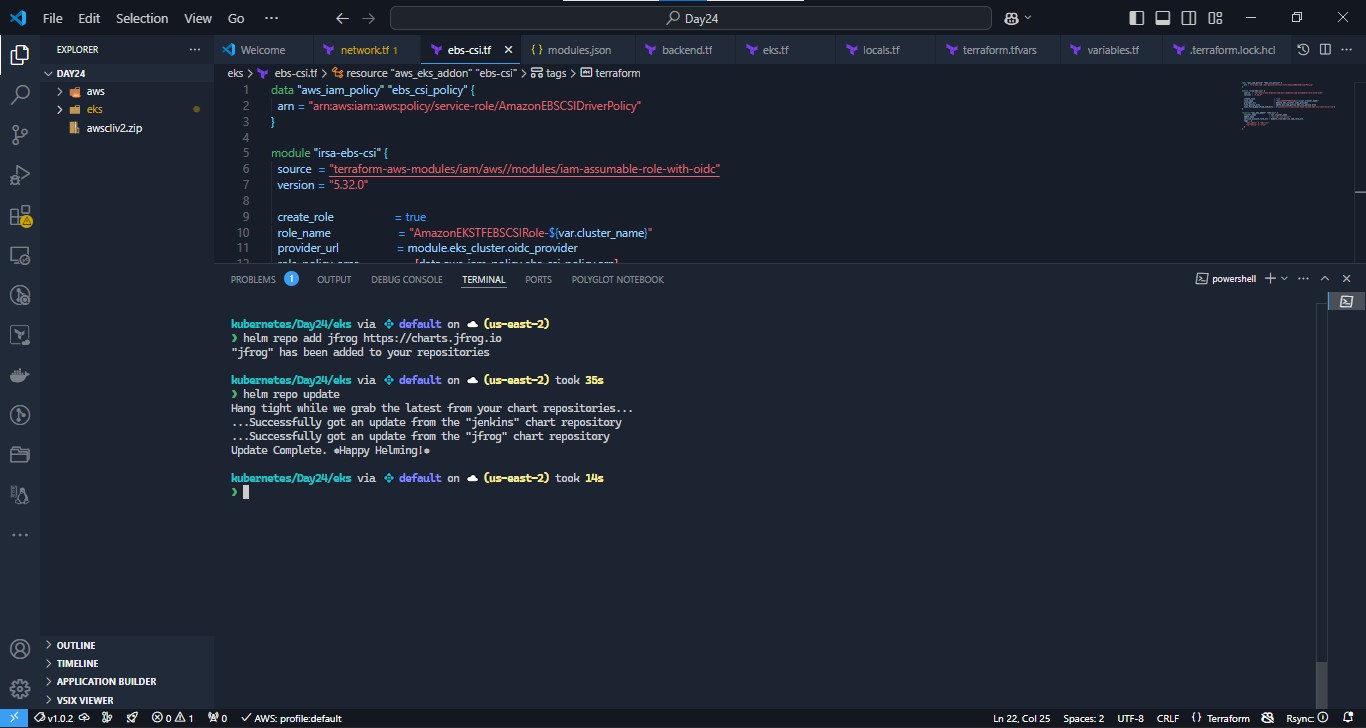 File Edit Selection View Go ··· Day24
EXPLORER
DAY24
aws
eks
awscliv2.zip
Welcome network.tf 1 ebs-csi.tf modules.json backend.tf eks.tf locals.tf terraform.tfvars variables.tf .terraform.lock.hcl
eks > ebs-csi.tf > resource "aws_eks_addon" "ebs-csi" > tags > terraform
1 data "aws_iam_policy" "ebs_csi_policy" {
2 arn = "arn:aws:iam::aws:policy/service-role/AmazonEBSCSIDriverPolicy"
3 }
4
5 module "irsa-ebs-csi" {
6 source = "terraform-aws-modules/iam/aws//modules/iam-assumable-role-with-oidc"
7 version = "5.32.0"
8
9 create_role = true
10 role_name = "AmazonEKSTFEBSCSIRole-${var.cluster_name}"
11 provider_url = module.eks_cluster.oidc_provider
PROBLEMS 1 OUTPUT DEBUG CONSOLE TERMINAL PORTS POLYGLOT NOTEBOOK powershell
kubernetes/Day24/eks via default on (us-east-2)
❯ helm repo add jfrog https://charts.jfrog.io
"jfrog" has been added to your repositories
kubernetes/Day24/eks via default on (us-east-2) took 35s
❯ helm repo update
Hang tight while we grab the latest from your chart repositories...
...Successfully got an update from the "jenkins" chart repository
...Successfully got an update from the "jfrog" chart repository
Update Complete. ⎈Happy Helming!⎈
kubernetes/Day24/eks via default on (us-east-2) took 14s
❯
OUTLINE
TIMELINE
APPLICATION BUILDER
VSIX VIEWER
v1.0.2 0 1 0 AWS: profile:default Ln 22, Col 25 Spaces: 2 UTF-8 CRLF {} Terraform Rsync: